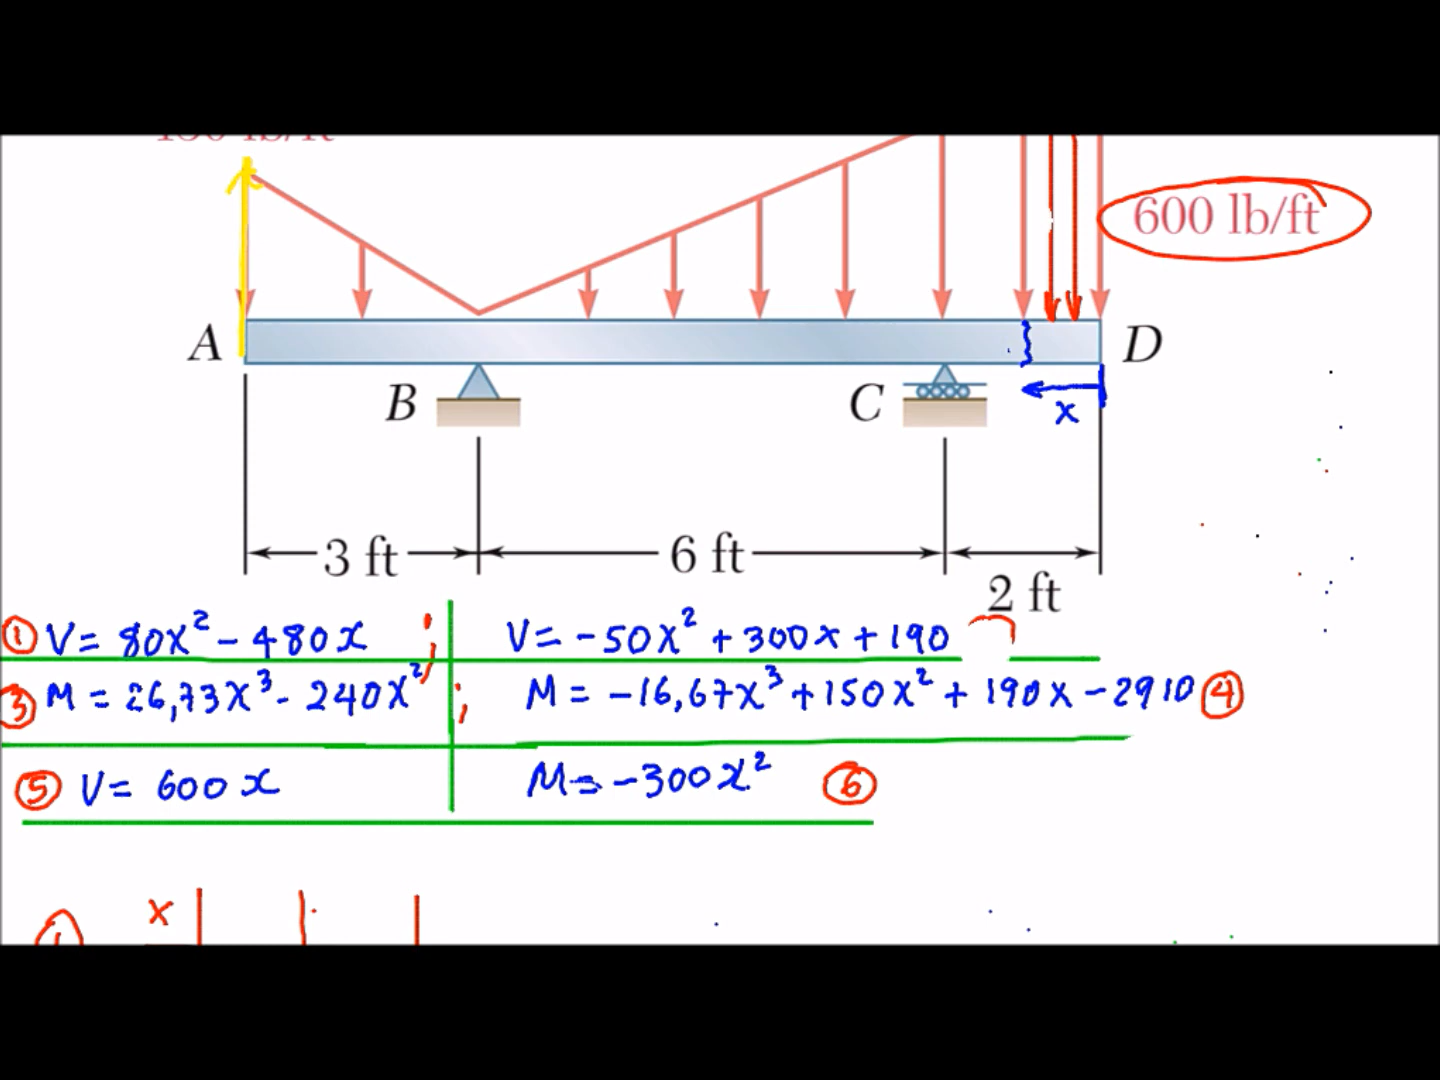 600 lb/ft
A
D
B
C
x
3 ft
6 ft
2 ft
① V = 80x² - 480x ; V = -50x² + 300x + 190
③ M = 26,73x³ - 240x² ; M = -16,67x³ + 150x² + 190x - 2910 ④
⑤ V = 600x M = -300x² ⑥
x